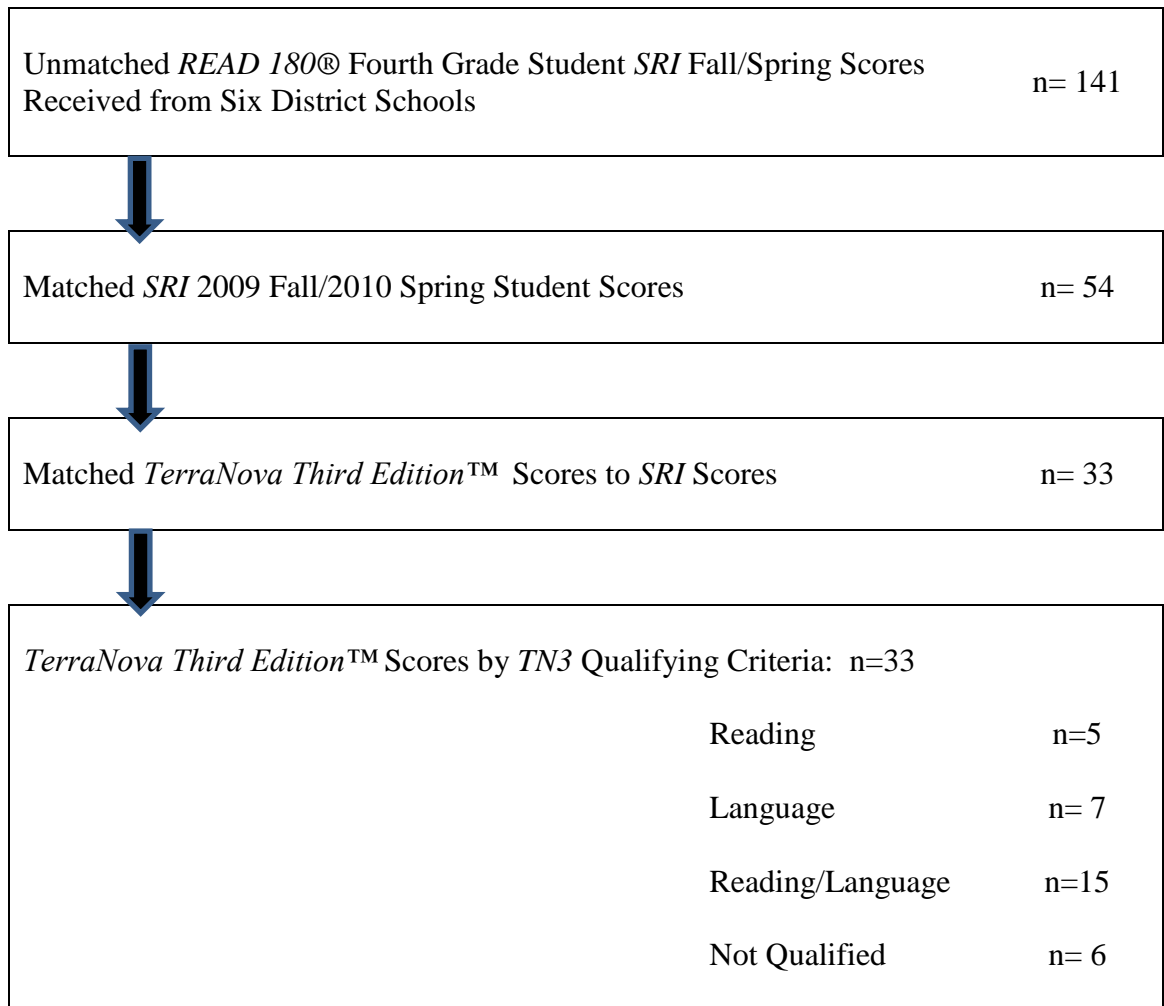 Unmatched READ 180® Fourth Grade Student SRI Fall/Spring Scores
Received from Six District Schools n= 141
Matched SRI 2009 Fall/2010 Spring Student Scores n= 54
Matched TerraNova Third Edition™ Scores to SRI Scores n= 33
TerraNova Third Edition™ Scores by TN3 Qualifying Criteria: n=33
Reading n=5
Language n= 7
Reading/Language n=15
Not Qualified n= 6